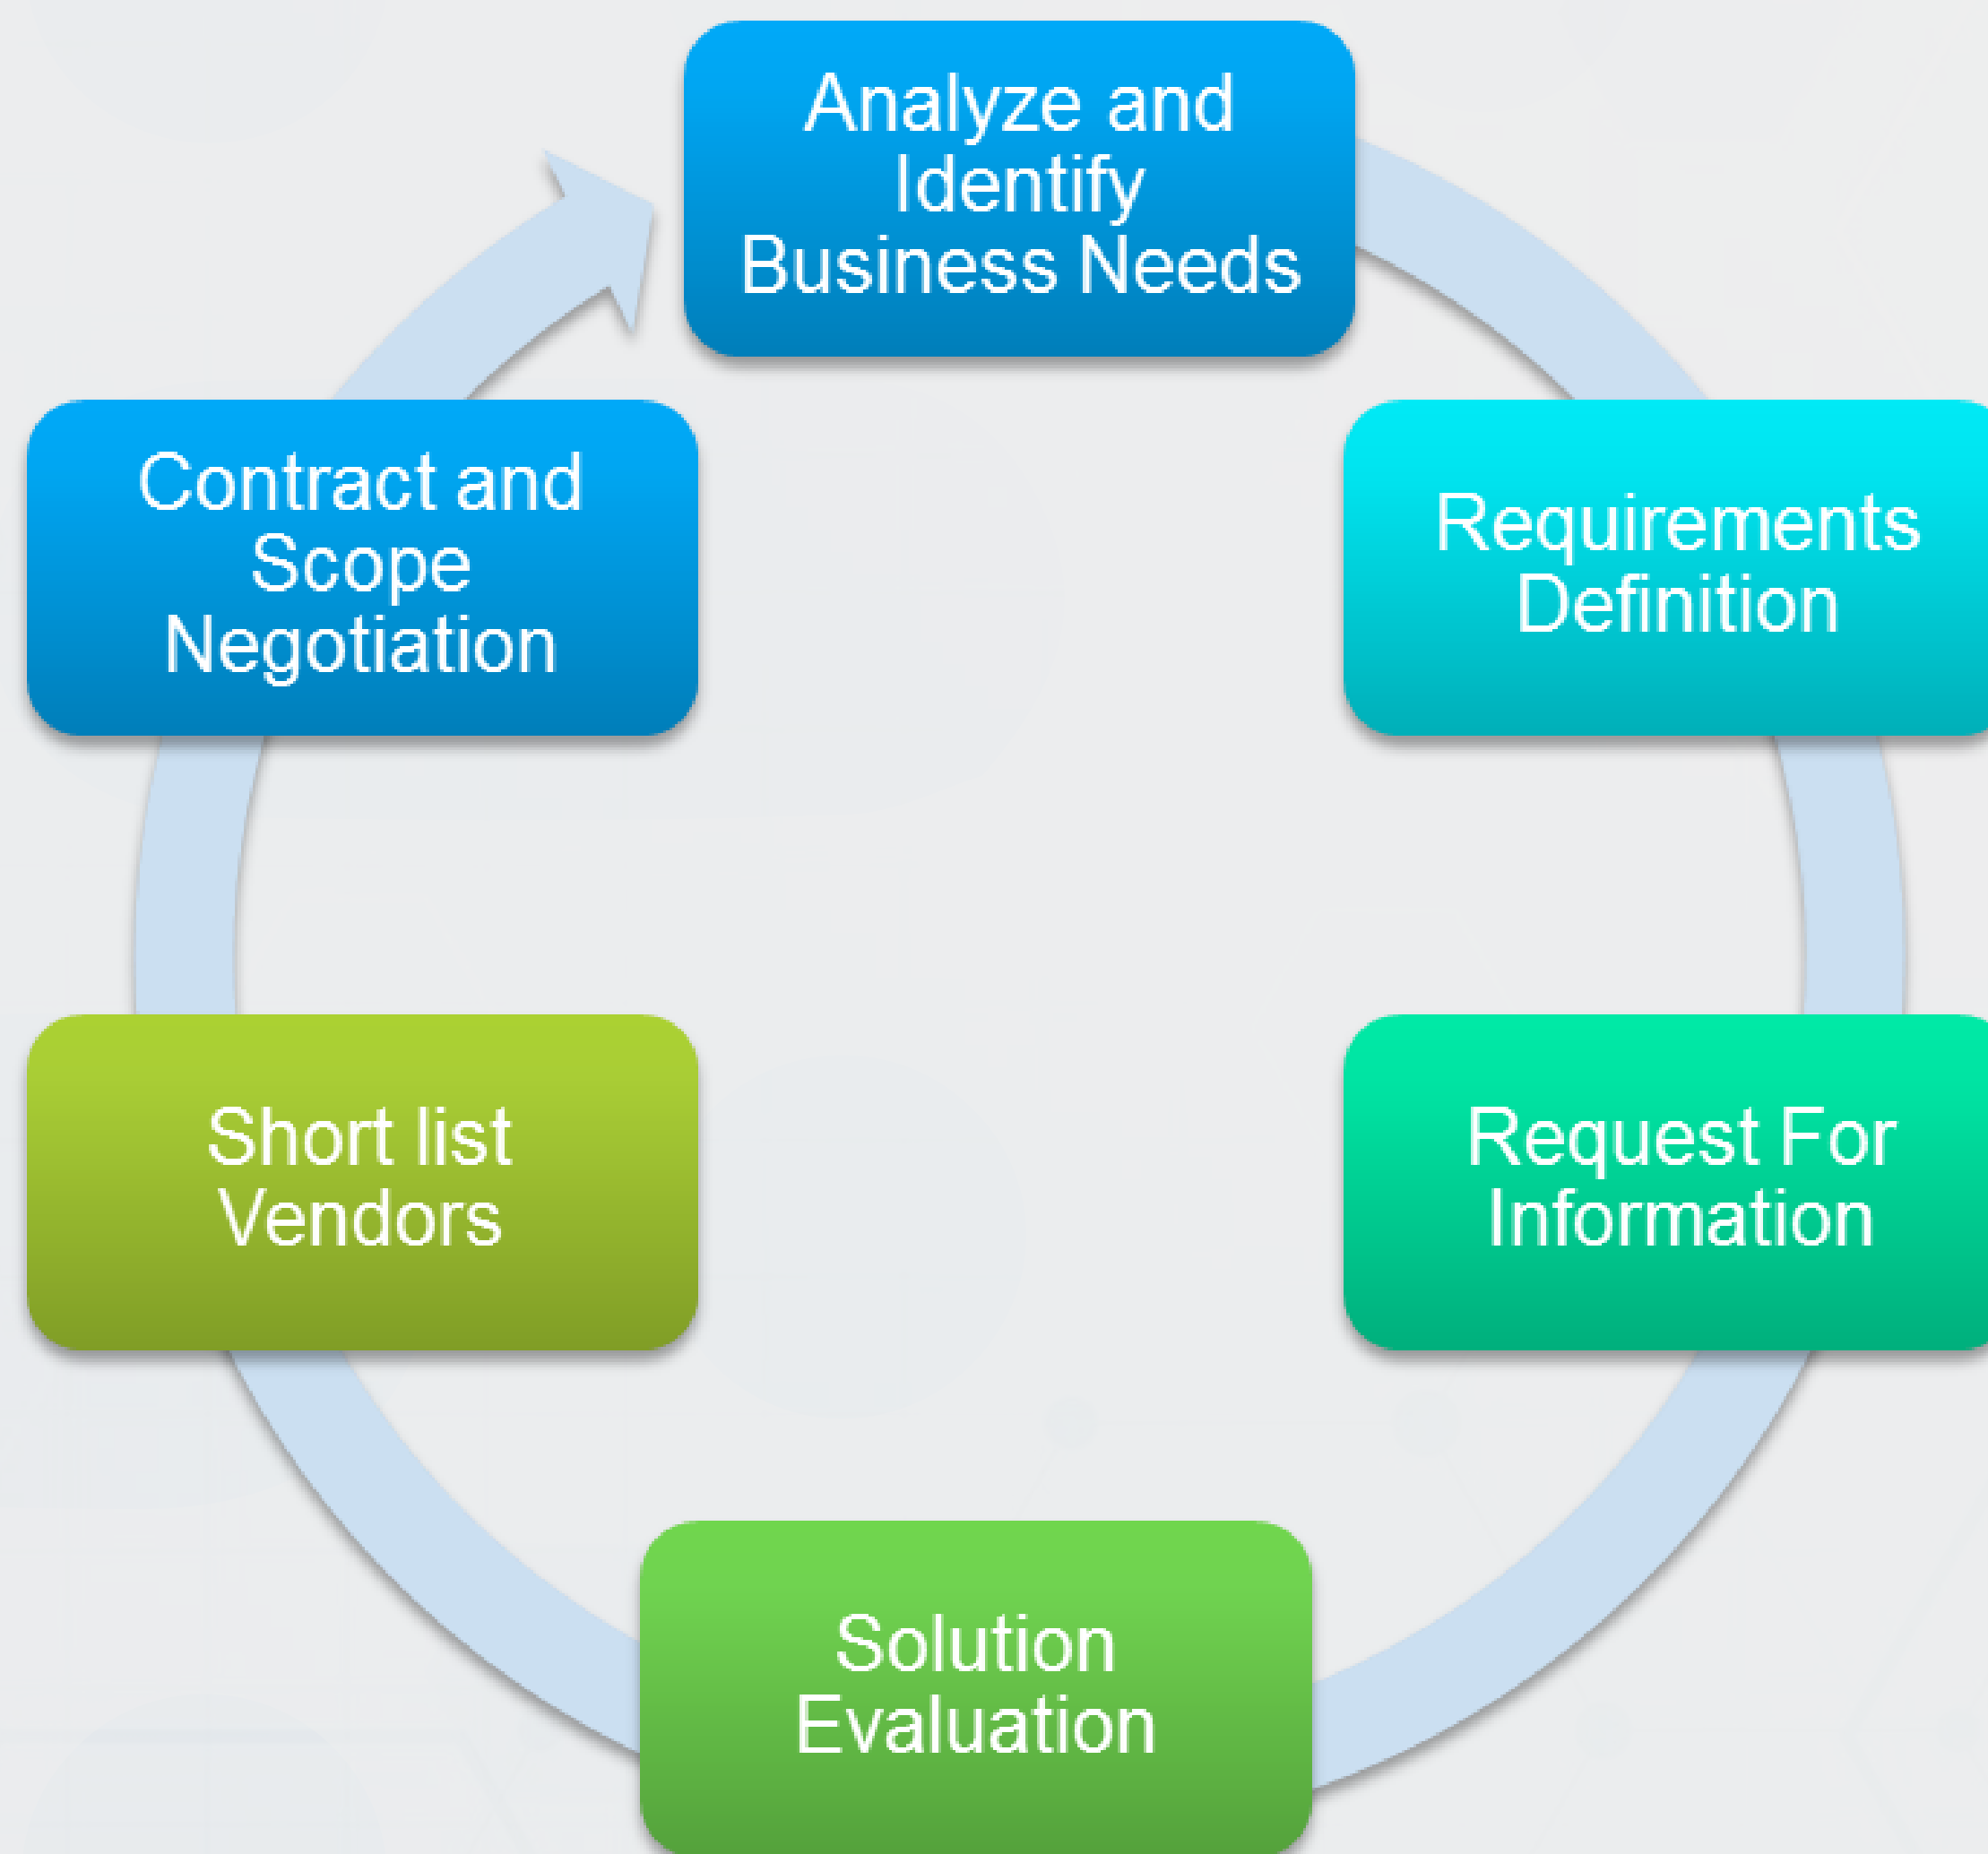 Analyze and
Identify
Business Needs
Requirements
Definition
Request For
Information
Solution
Evaluation
Short list
Vendors
Contract and
Scope
Negotiation